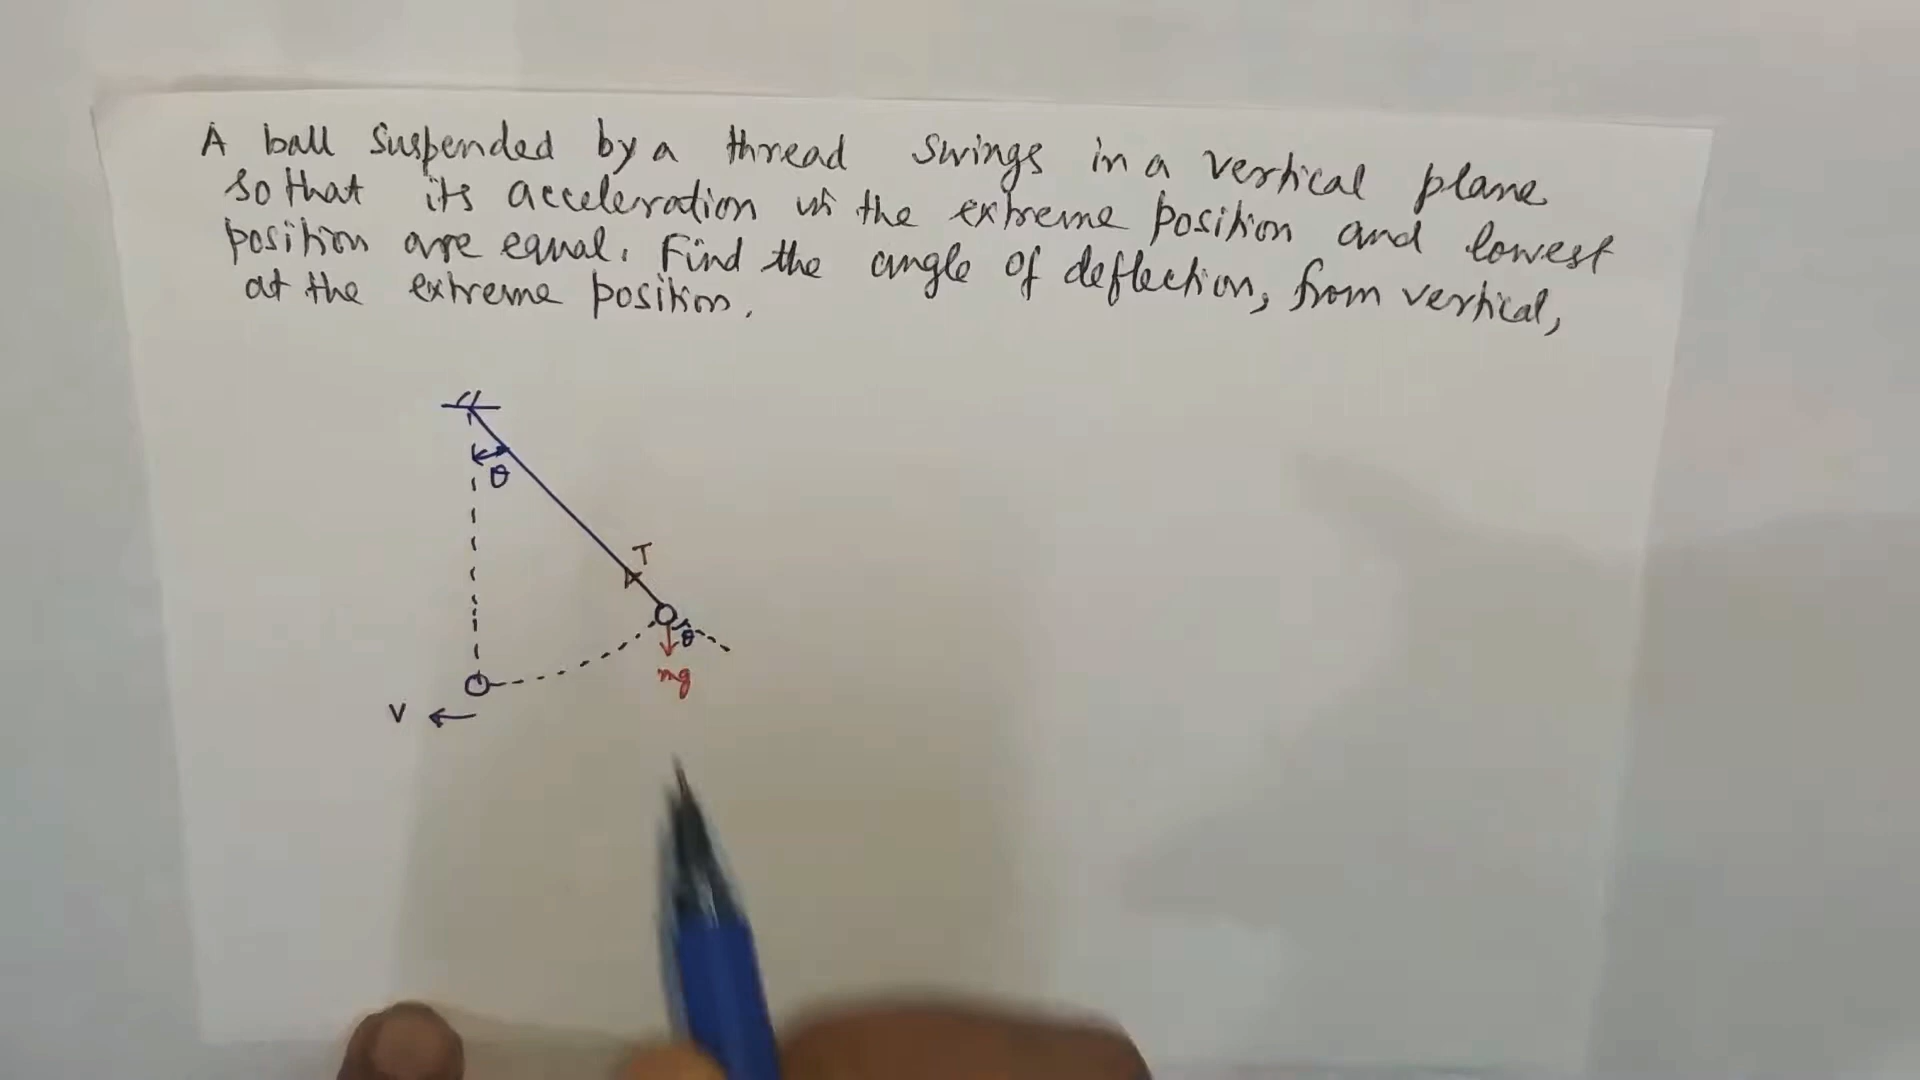 A ball suspended by a thread swings in a vertical plane
so that its acceleration in the extreme position and lowest
position are equal. Find the angle of deflection, from vertical,
at the extreme position.
θ
T
θ
mg
V